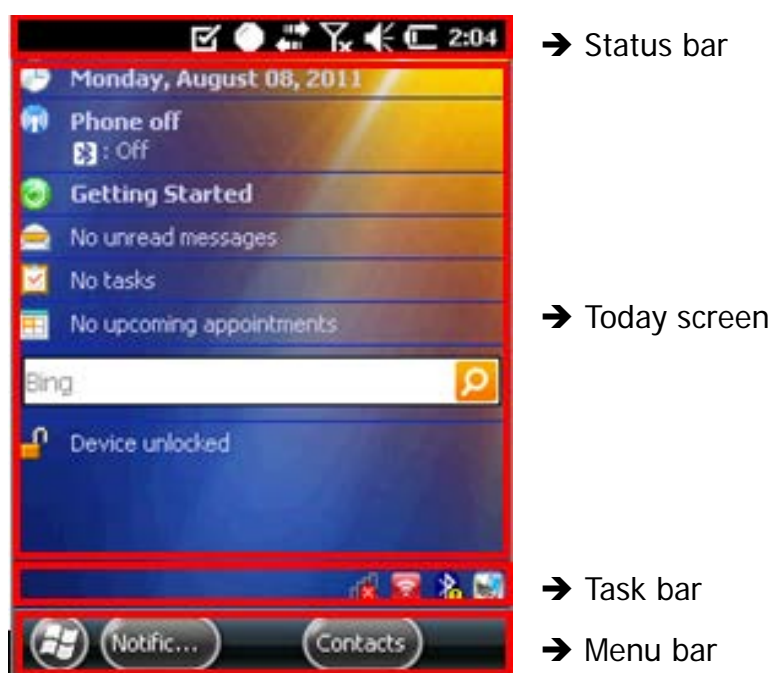 2:04
➔ Status bar
Monday, August 08, 2011
Phone off
: Off
Getting Started
No unread messages
No tasks
No upcoming appointments
➔ Today screen
Bing
Device unlocked
➔ Task bar
Notific...
Contacts
➔ Menu bar